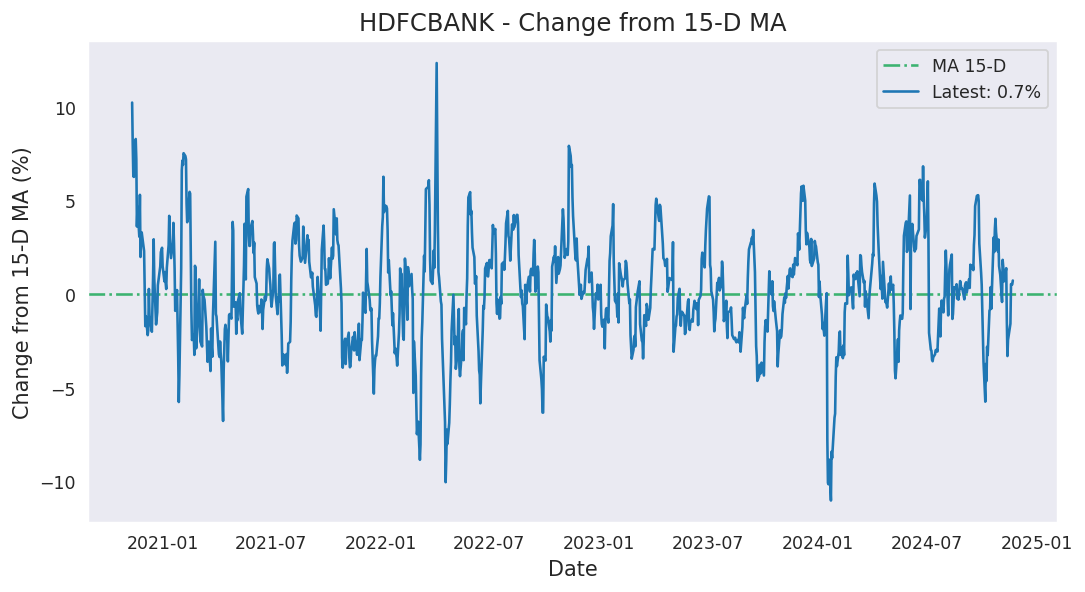 HDFCBANK - Change from 15-D MA
MA 15-D
Latest: 0.7%
Change from 15-D MA (%)
10
5
0
−5
−10
2021-01
2021-07
2022-01
2022-07
2023-01
2023-07
2024-01
2024-07
2025-01
Date